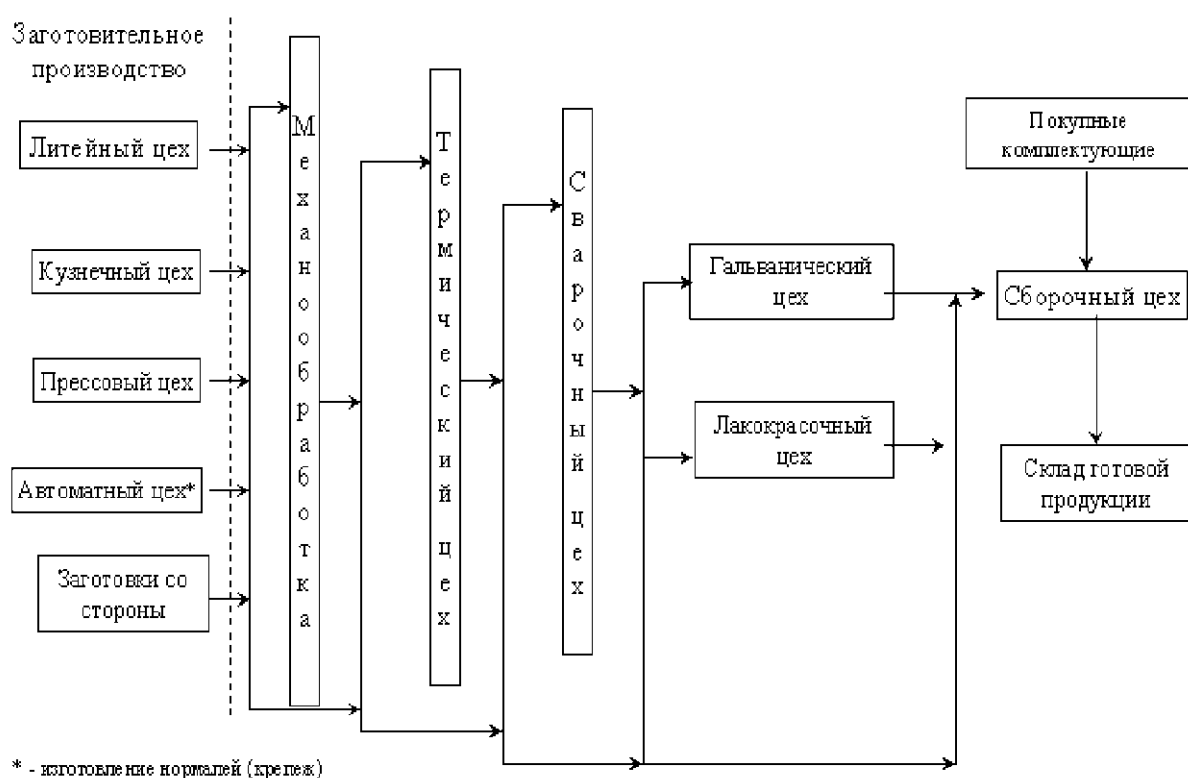 Заготовительное
производство
Литейный цех
Кузнечный цех
Прессовый цех
Автоматный цех*
Заготовки со
стороны
Механообработка
Термический цех
Сварочный цех
Гальванический
цех
Лакокрасочный
цех
Покупные
комплектующие
Сборочный цех
Склад готовой
продукции
* - изготовление нормалей (крепеж)